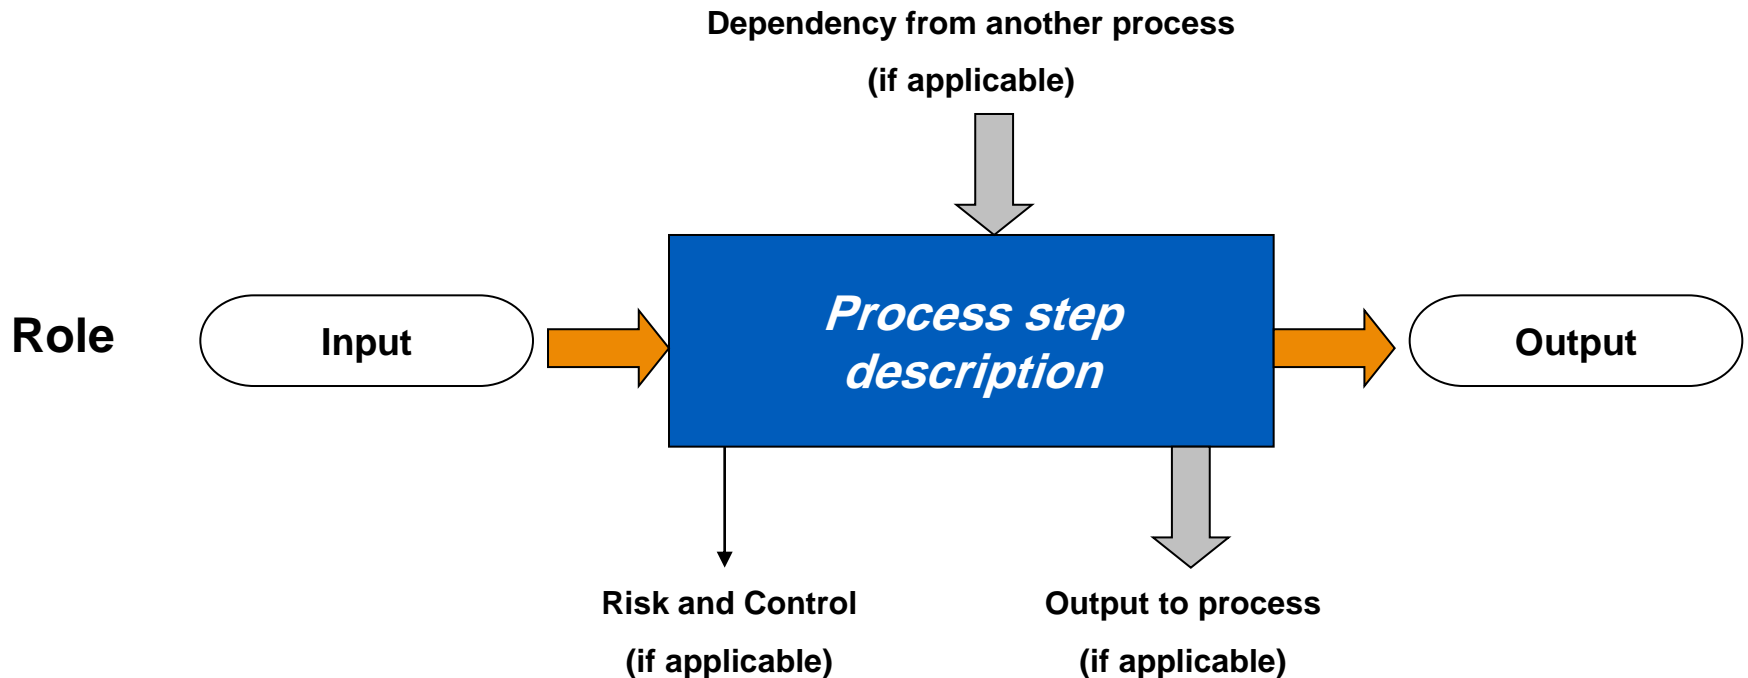 Dependency from another process
(if applicable)
Role
Input
Process step
description
Output
Risk and Control
(if applicable)
Output to process
(if applicable)